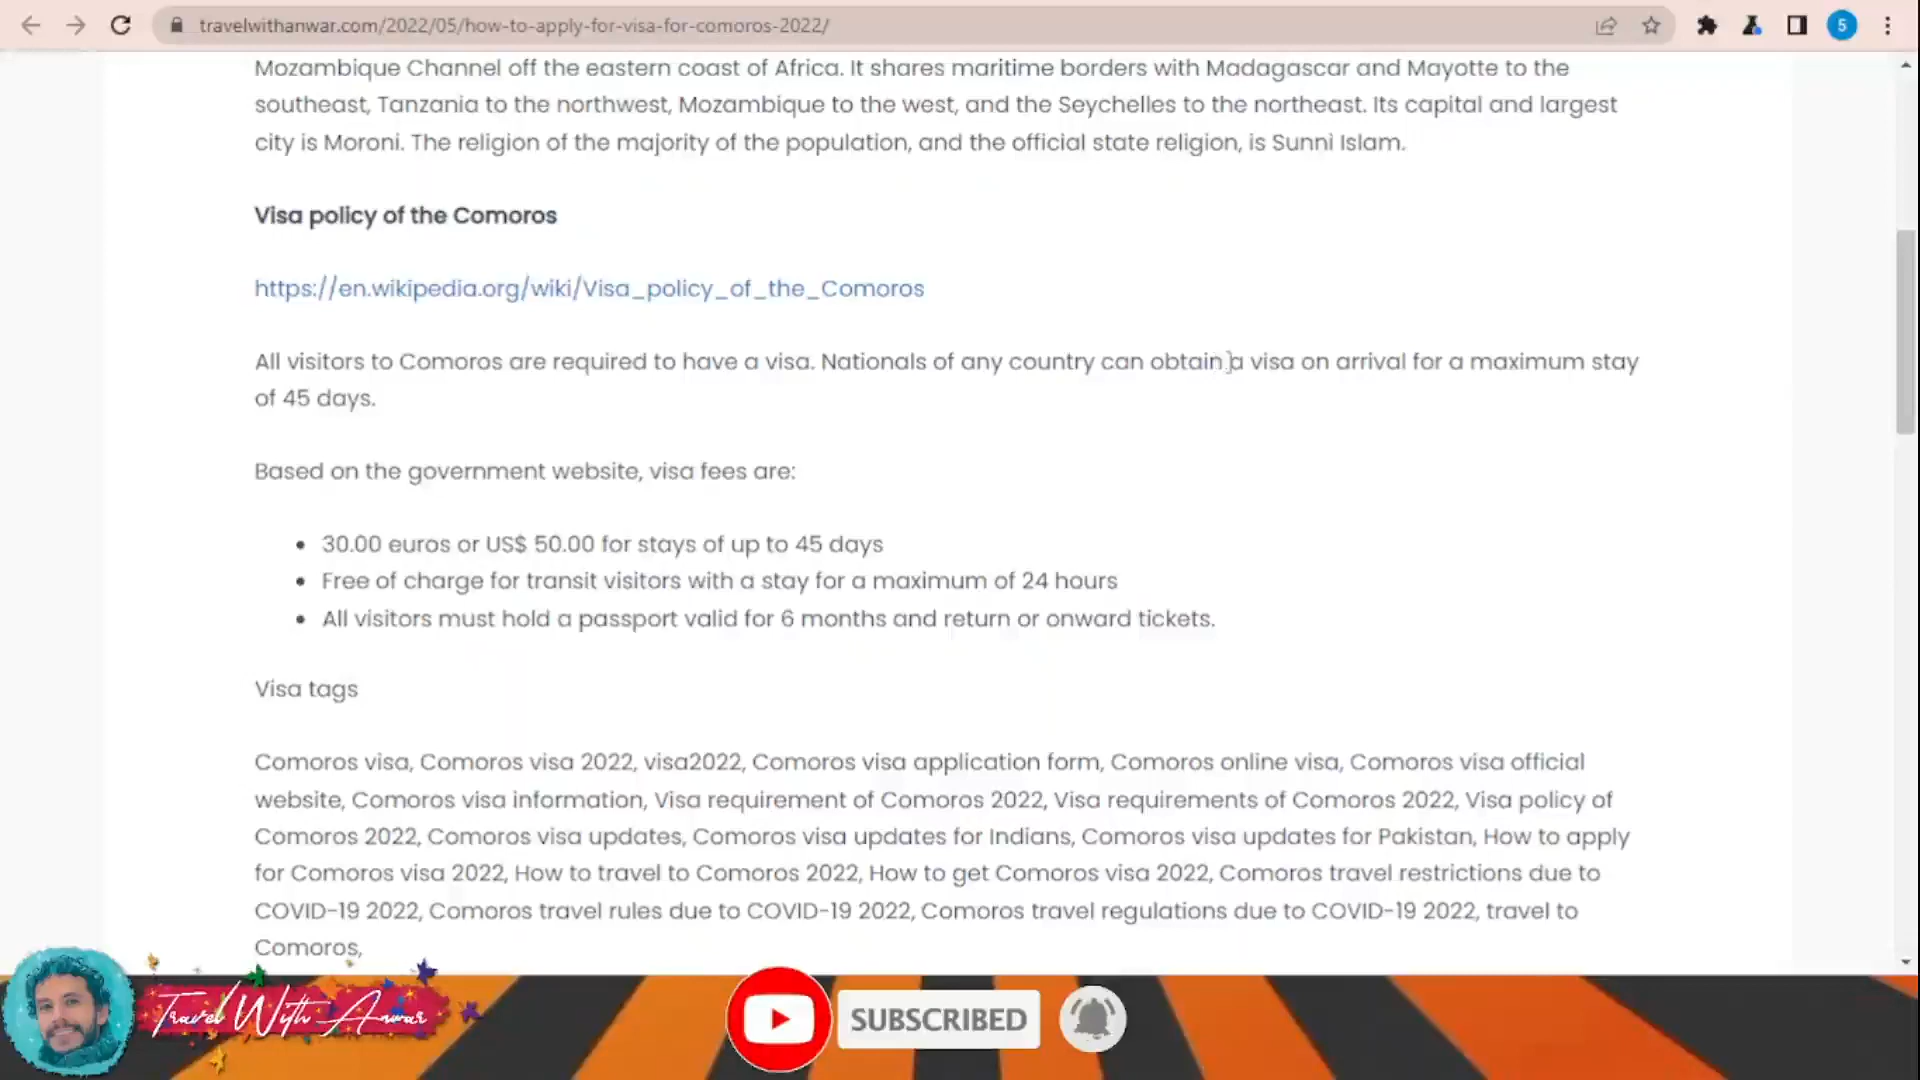 travelwithanwar.com/2022/05/how-to-apply-for-visa-for-comoros-2022/
5
Mozambique Channel off the eastern coast of Africa. It shares maritime borders with Madagascar and Mayotte to the
southeast, Tanzania to the northwest, Mozambique to the west, and the Seychelles to the northeast. Its capital and largest
city is Moroni. The religion of the majority of the population, and the official state religion, is Sunni Islam.
Visa policy of the Comoros
https://en.wikipedia.org/wiki/Visa_policy_of_the_Comoros
All visitors to Comoros are required to have a visa. Nationals of any country can obtain a visa on arrival for a maximum stay
of 45 days.
Based on the government website, visa fees are:
• 30.00 euros or US$ 50.00 for stays of up to 45 days
• Free of charge for transit visitors with a stay for a maximum of 24 hours
• All visitors must hold a passport valid for 6 months and return or onward tickets.
Visa tags
Comoros visa, Comoros visa 2022, visa2022, Comoros visa application form, Comoros online visa, Comoros visa official
website, Comoros visa information, Visa requirement of Comoros 2022, Visa requirements of Comoros 2022, Visa policy of
Comoros 2022, Comoros visa updates, Comoros visa updates for Indians, Comoros visa updates for Pakistan, How to apply
for Comoros visa 2022, How to travel to Comoros 2022, How to get Comoros visa 2022, Comoros travel restrictions due to
COVID-19 2022, Comoros travel rules due to COVID-19 2022, Comoros travel regulations due to COVID-19 2022, travel to
Comoros,
Travel With Anwar
SUBSCRIBED